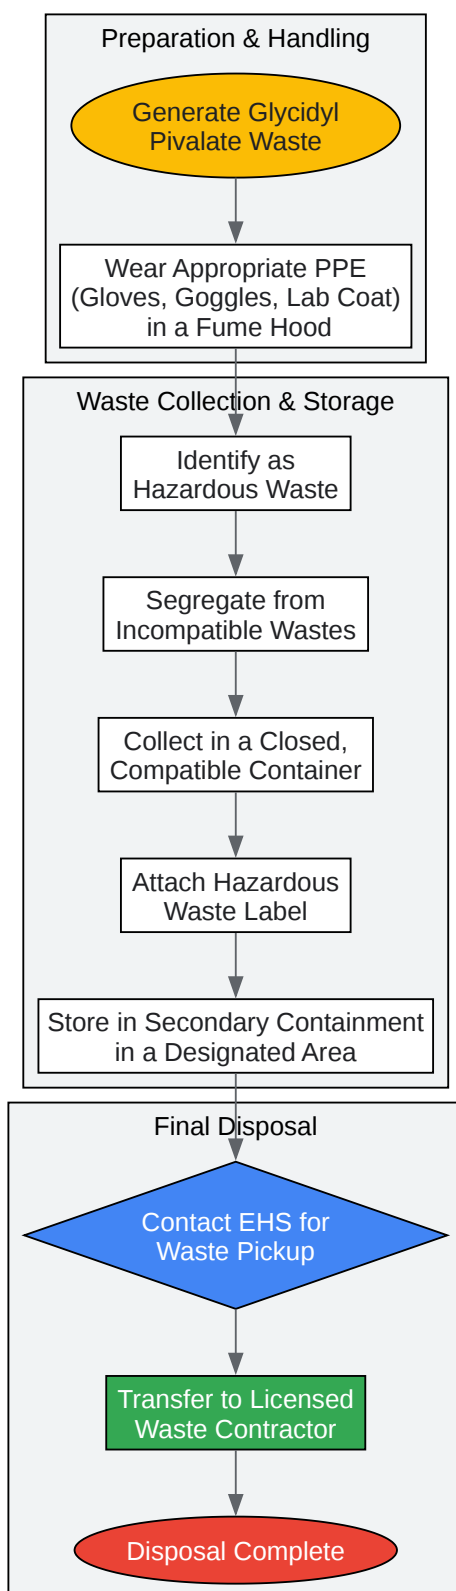 Preparation & Handling
Generate Glycidyl
Pivalate Waste
Wear Appropriate PPE
(Gloves, Goggles, Lab Coat)
in a Fume Hood
Waste Collection & Storage
Identify as
Hazardous Waste
Segregate from
Incompatible Wastes
Collect in a Closed,
Compatible Container
Attach Hazardous
Waste Label
Store in Secondary Containment
in a Designated Area
Final Disposal
Contact EHS for
Waste Pickup
Transfer to Licensed
Waste Contractor
Disposal Complete